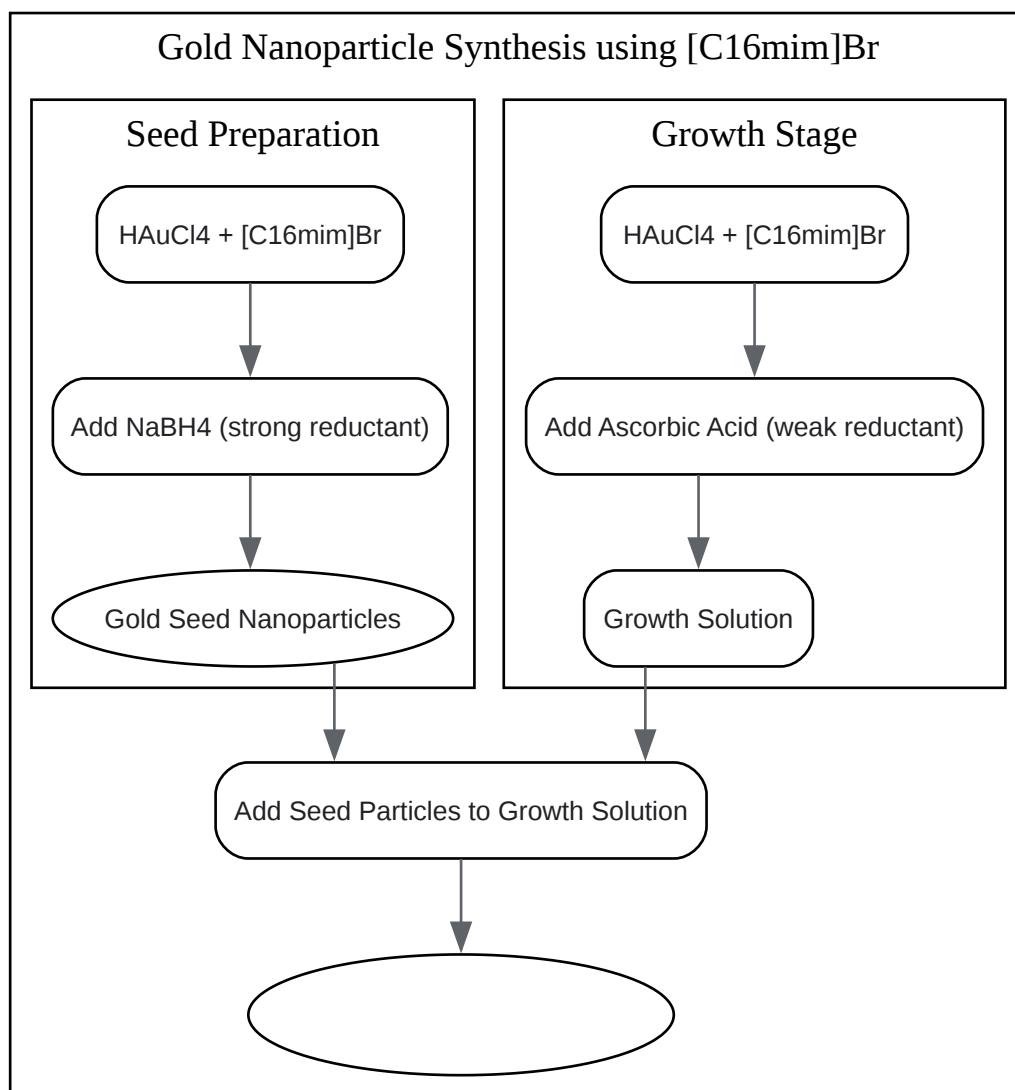 Gold Nanoparticle Synthesis using [C16mim]Br
Seed Preparation
HAuCl4 + [C16mim]Br
Add NaBH4 (strong reductant)
Gold Seed Nanoparticles
Growth Stage
HAuCl4 + [C16mim]Br
Add Ascorbic Acid (weak reductant)
Growth Solution
Add Seed Particles to Growth Solution